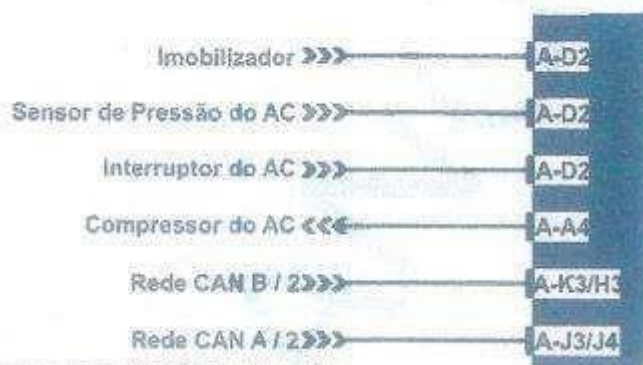 Imobilizador >>> A-D2
Sensor de Pressão do AC >>> A-D2
Interruptor do AC >>> A-D2
Compressor do AC <<< A-A4
Rede CAN B / 2>>> A-K3/H3
Rede CAN A / 2>>> A-J3/J4